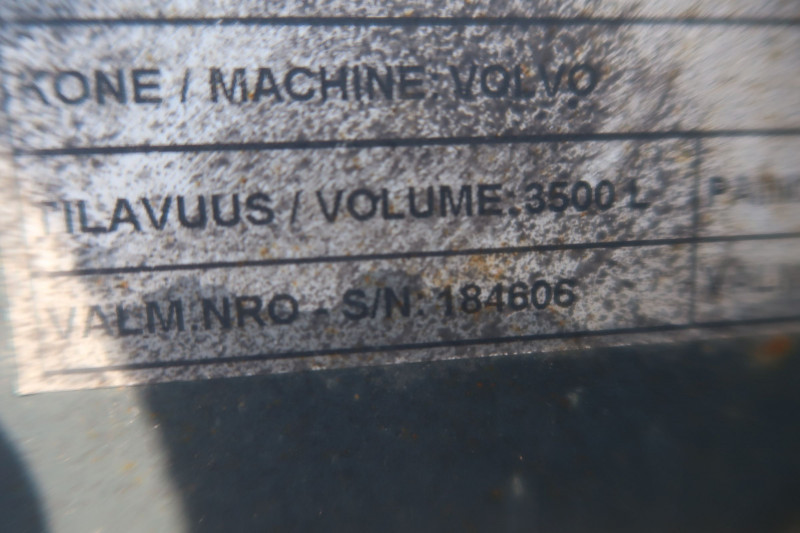 KONE / MACHINE: VOLVO
TILAVUUS / VOLUME: 3500 L
VALM.NRO - S/N: 184606